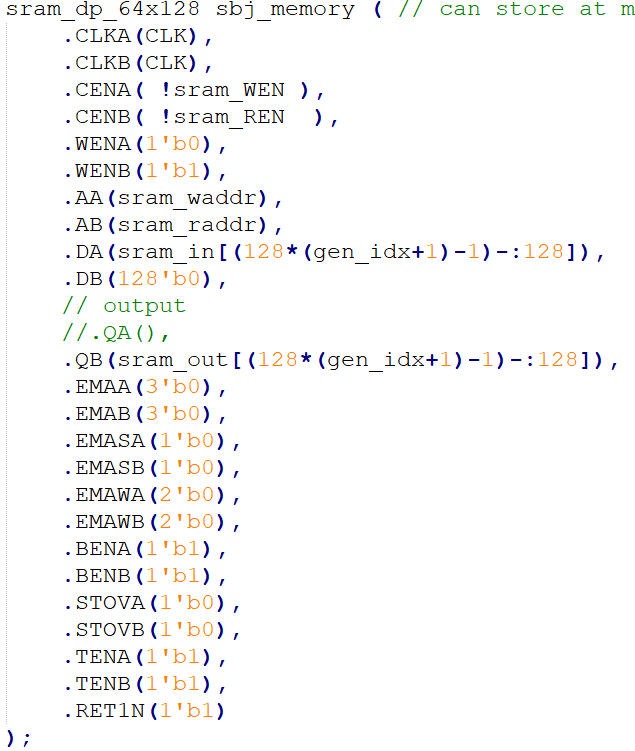 sram_dp_64x128 sbj_memory ( // can store at m
.CLKA(CLK),
.CLKB(CLK),
.CENA( !sram_WEN ),
.CENB( !sram_REN  ),
.WENA(1'b0),
.WENB(1'b1),
.AA(sram_waddr),
.AB(sram_raddr),
.DA(sram_in[(128*(gen_idx+1)-1)-:128]),
.DB(128'b0),
// output
//.QA(),
.QB(sram_out[(128*(gen_idx+1)-1)-:128]),
.EMAA(3'b0),
.EMAB(3'b0),
.EMASA(1'b0),
.EMASB(1'b0),
.EMAWA(2'b0),
.EMAWB(2'b0),
.BENA(1'b1),
.BENB(1'b1),
.STOVA(1'b0),
.STOVB(1'b0),
.TENA(1'b1),
.TENB(1'b1),
.RET1N(1'b1)
);